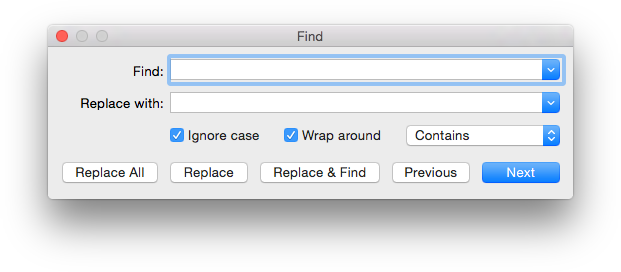 Find
Find:
Replace with:
Ignore case Wrap around Contains
Replace All Replace Replace & Find Previous Next